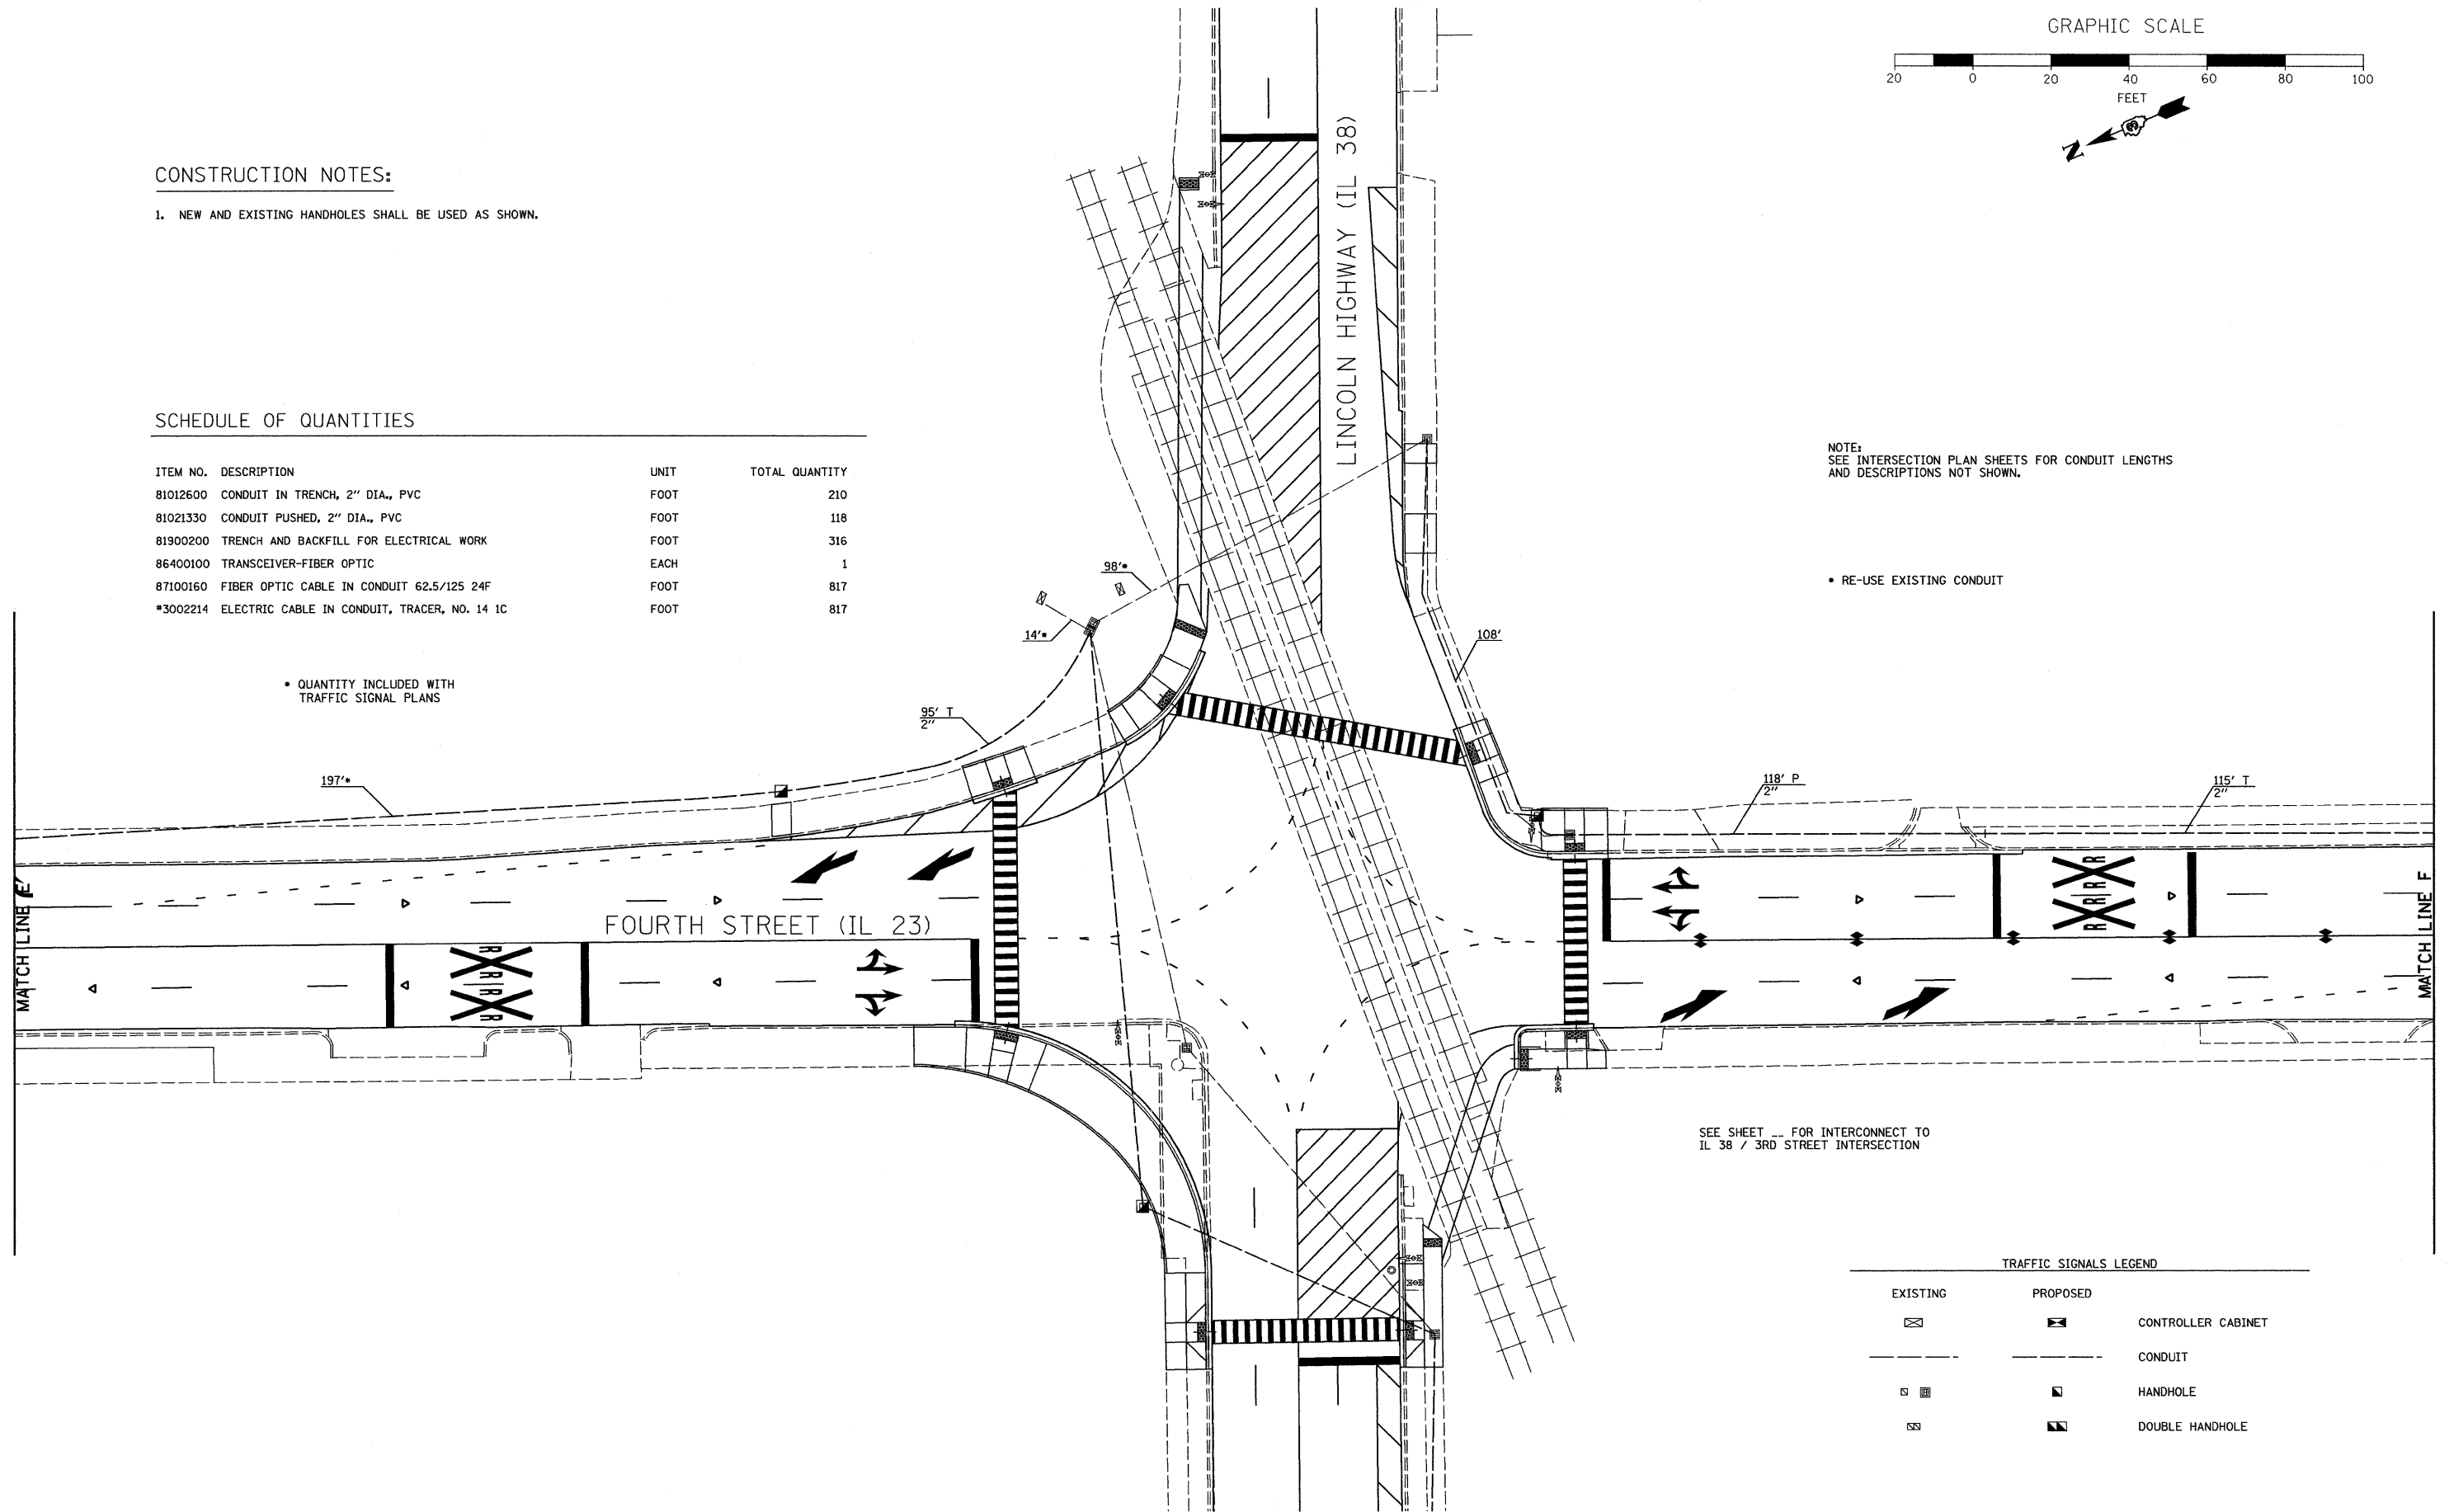 GRAPHIC SCALE
20 0 20 40 60 80 100
FEET
N
CONSTRUCTION NOTES:
1. NEW AND EXISTING HANDHOLES SHALL BE USED AS SHOWN.
LINCOLN HIGHWAY (IL 38)
SCHEDULE OF QUANTITIES
ITEM NO. DESCRIPTION UNIT TOTAL QUANTITY
81012600 CONDUIT IN TRENCH, 2" DIA., PVC FOOT 210
81021330 CONDUIT PUSHED, 2" DIA., PVC FOOT 118
81900200 TRENCH AND BACKFILL FOR ELECTRICAL WORK FOOT 316
86400100 TRANSCEIVER-FIBER OPTIC EACH 1
87100160 FIBER OPTIC CABLE IN CONDUIT 62.5/125 24F FOOT 817
*3002214 ELECTRIC CABLE IN CONDUIT, TRACER, NO. 14 1C FOOT 817
* QUANTITY INCLUDED WITH
TRAFFIC SIGNAL PLANS
NOTE:
SEE INTERSECTION PLAN SHEETS FOR CONDUIT LENGTHS
AND DESCRIPTIONS NOT SHOWN.
* RE-USE EXISTING CONDUIT
98'*
14'*
108'
95' T
2"
197'*
118' P
2"
115' T
2"
MATCH LINE E
FOURTH STREET (IL 23)
R R
R R
R R
R R
MATCH LINE F
SEE SHEET __ FOR INTERCONNECT TO
IL 38 / 3RD STREET INTERSECTION
TRAFFIC SIGNALS LEGEND
EXISTING PROPOSED
CONTROLLER CABINET
CONDUIT
HANDHOLE
DOUBLE HANDHOLE